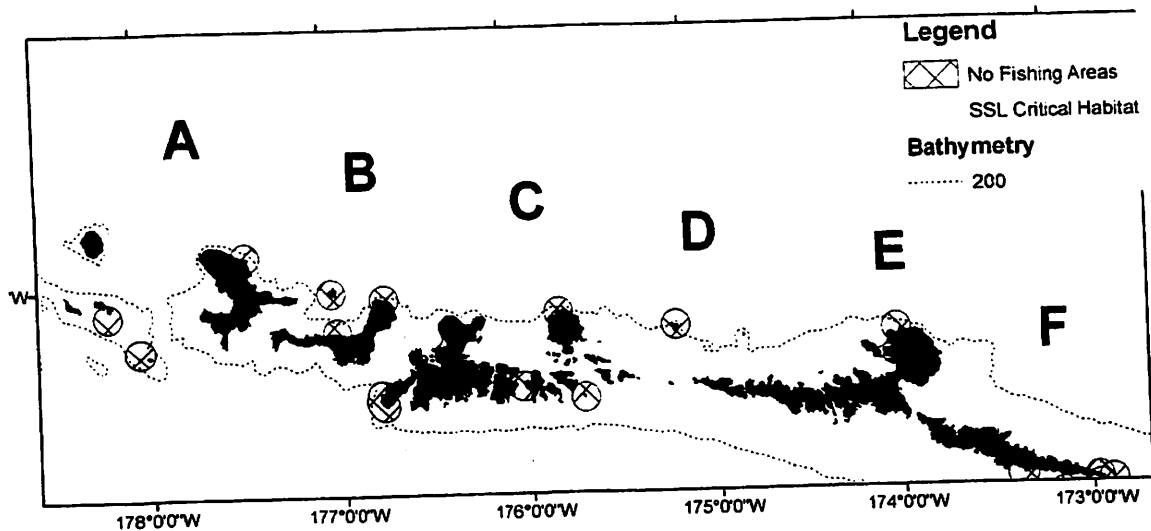 Legend
No Fishing Areas
SSL Critical Habitat
Bathymetry
200
A
B
C
D
E
F
°W
178°0'0"W 177°0'0"W 176°0'0"W 175°0'0"W 174°0'0"W 173°0'0"W